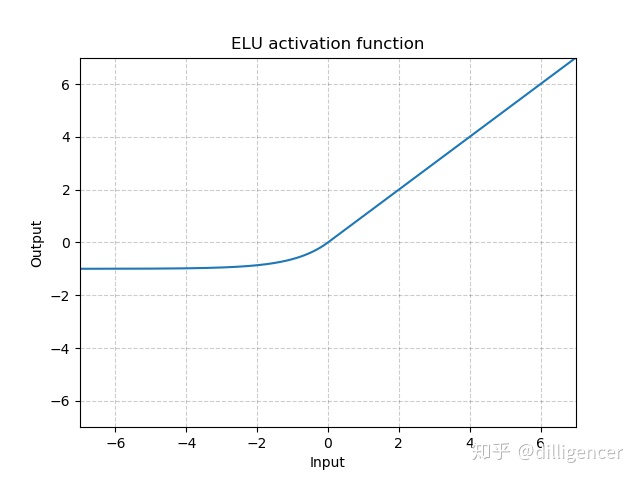 ELU activation function
6
4
2
0
−2
−4
−6
Output
−6 −4 −2 0 2 4 6
Input
知乎 @dilligencer